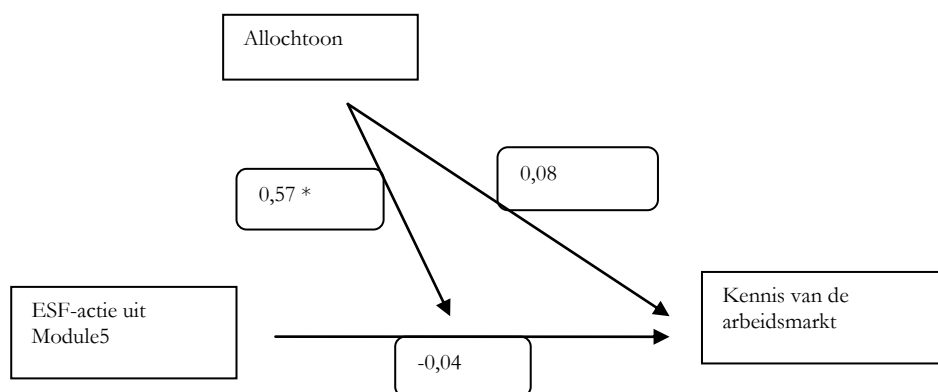 Allochtoon
0,57 *
0,08
ESF-actie uit
Module5
Kennis van de
arbeidsmarkt
-0,04